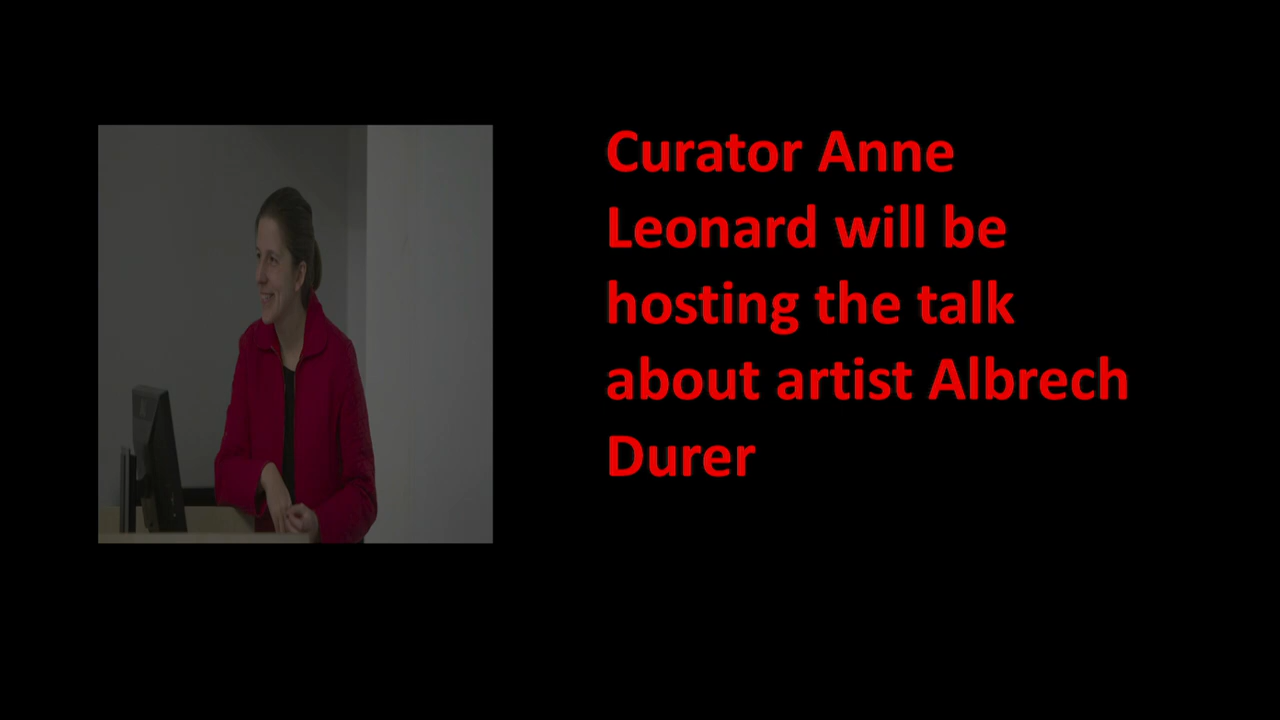 Curator Anne
Leonard will be
hosting the talk
about artist Albrech
Durer